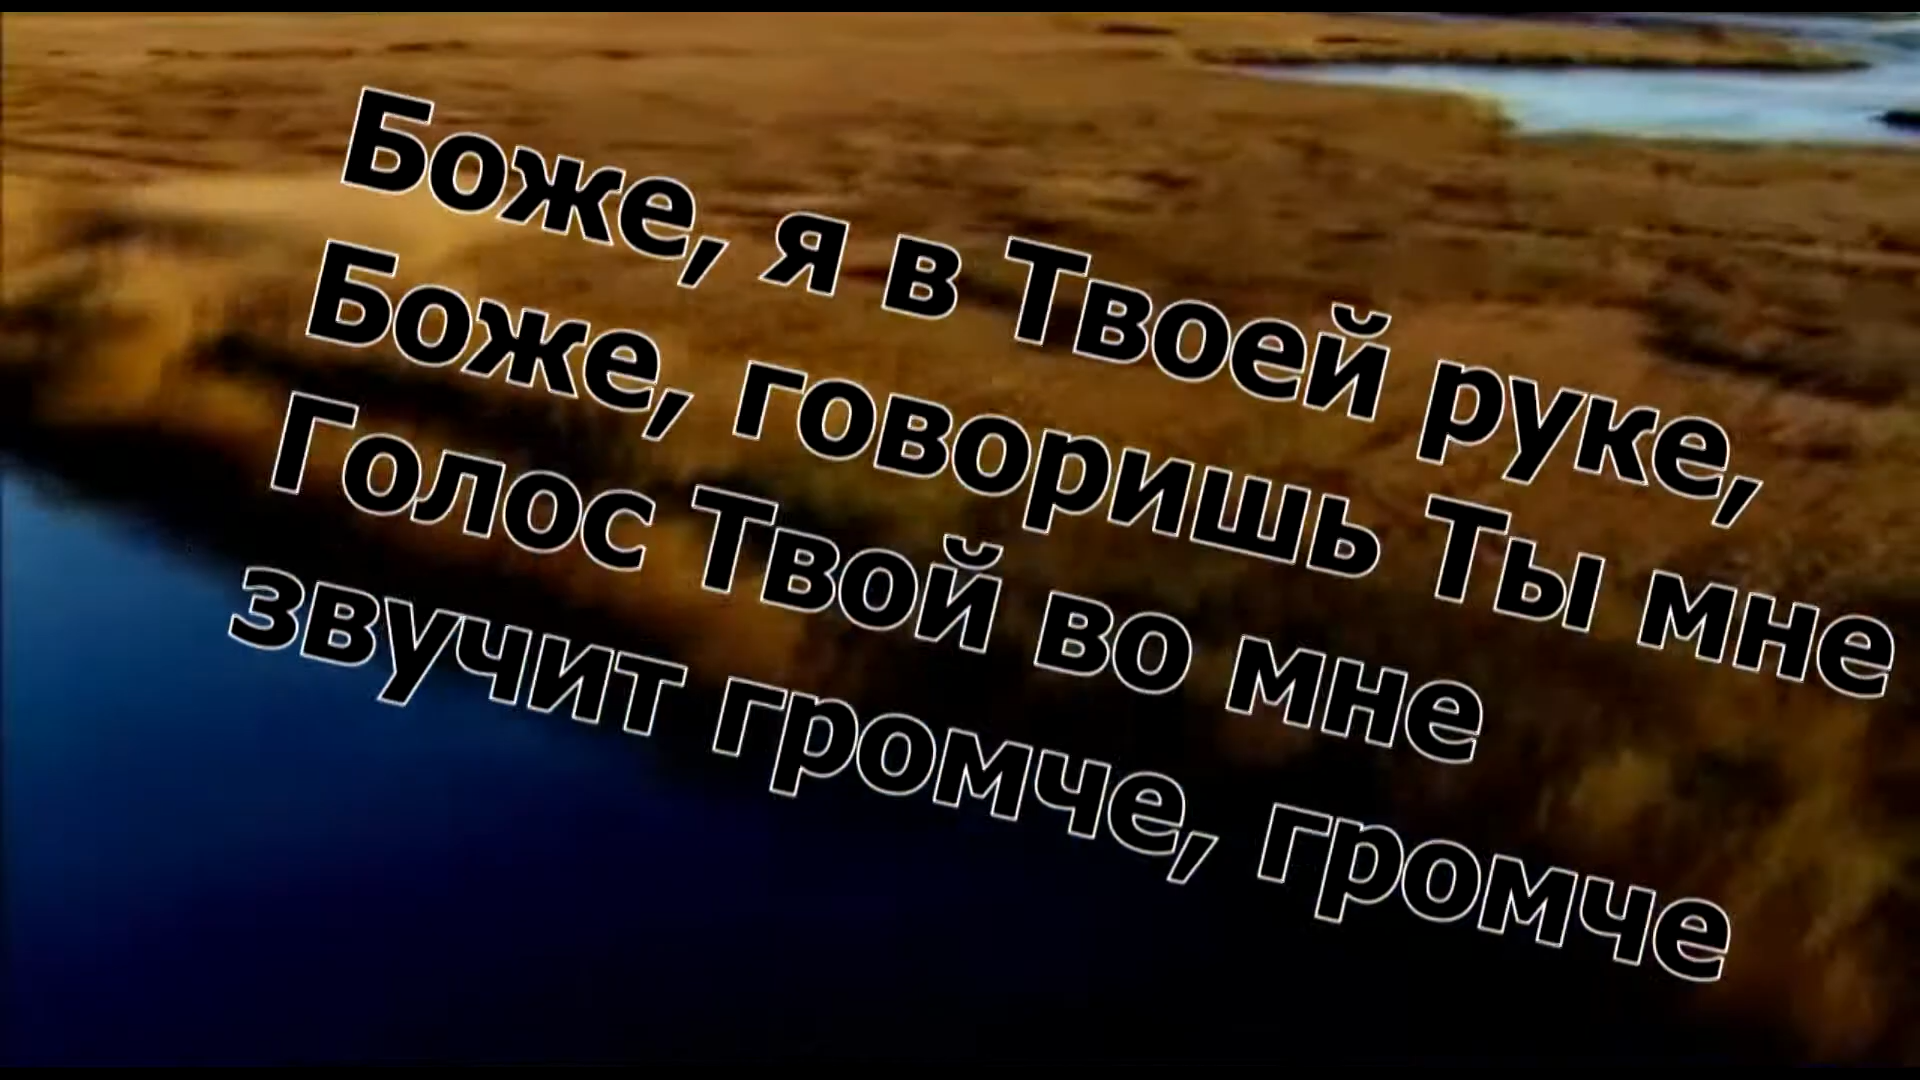 Боже, я в Твоей руке,
Боже, говоришь Ты мне
Голос Твой во мне
звучит громче, громче